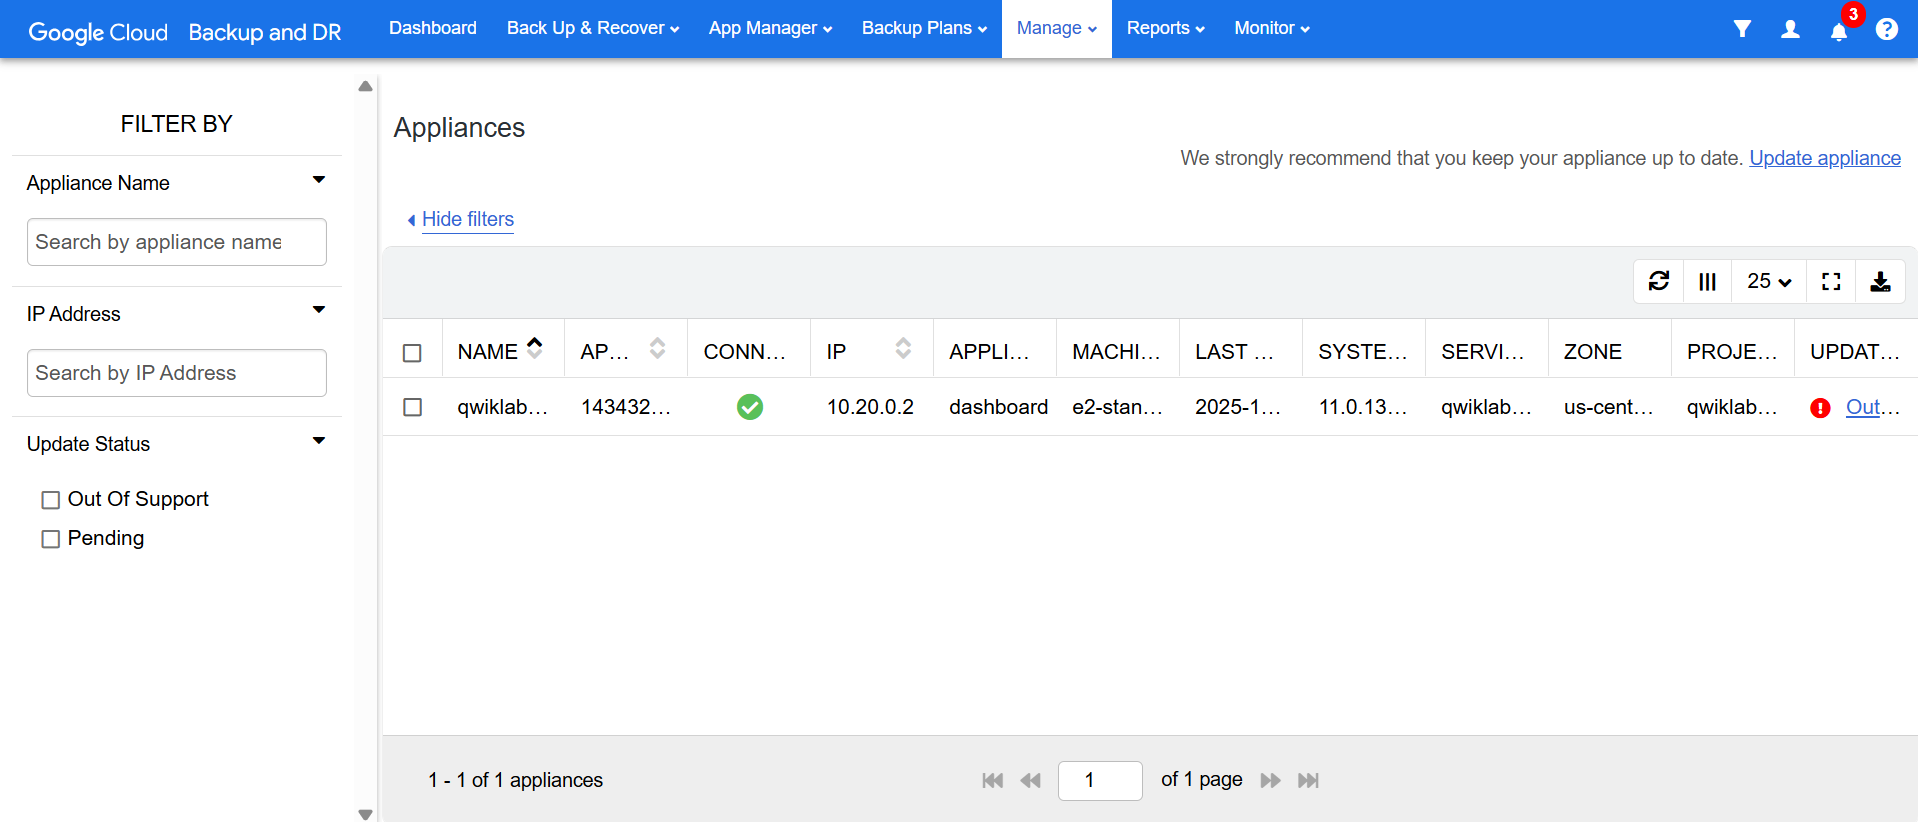 Google Cloud Backup and DR Dashboard Back Up & Recover App Manager Backup Plans Manage Reports Monitor 3
FILTER BY
Appliance Name
Search by appliance name
IP Address
Search by IP Address
Update Status
Out Of Support
Pending
Appliances
We strongly recommend that you keep your appliance up to date. Update appliance
Hide filters
25
NAME AP... CONN... IP APPLI... MACHI... LAST ... SYSTE... SERVI... ZONE PROJE... UPDAT...
qwiklab... 143432... 10.20.0.2 dashboard e2-stan... 2025-1... 11.0.13... qwiklab... us-cent... qwiklab... Out...
1 - 1 of 1 appliances 1 of 1 page